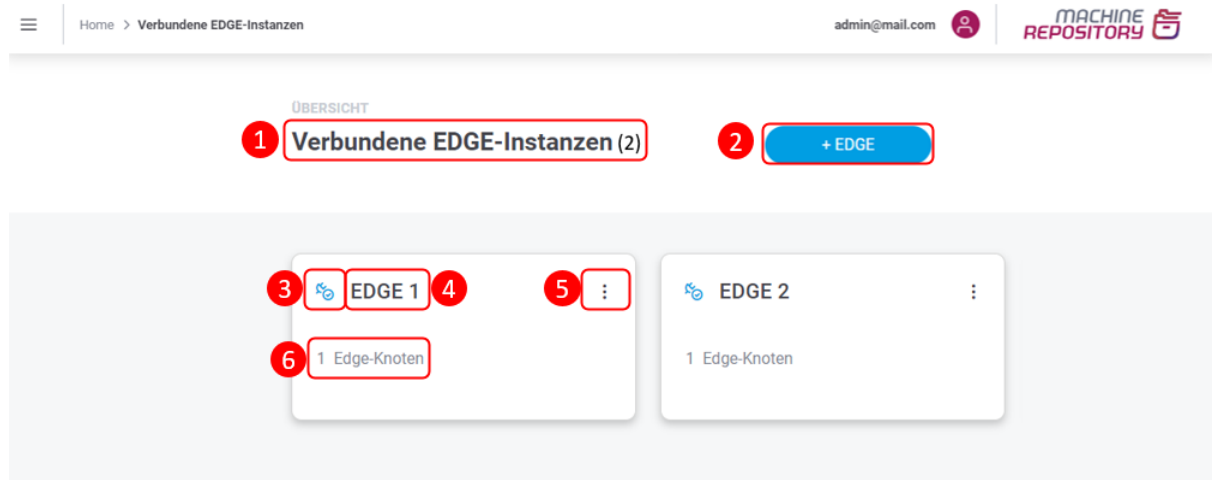 Home > Verbundene EDGE-Instanzen
admin@mail.com
MACHINE
REPOSITORY
ÜBERSICHT
1 Verbundene EDGE-Instanzen (2)
2 + EDGE
3 EDGE 1 4 5
EDGE 2
6 1 Edge-Knoten
1 Edge-Knoten